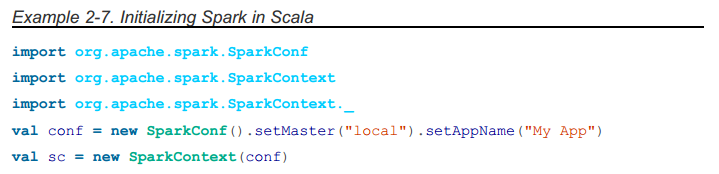 Example 2-7. Initializing Spark in Scala
import org.apache.spark.SparkConf
import org.apache.spark.SparkContext
import org.apache.spark.SparkContext._
val conf = new SparkConf().setMaster("local").setAppName("My App")
val sc = new SparkContext(conf)